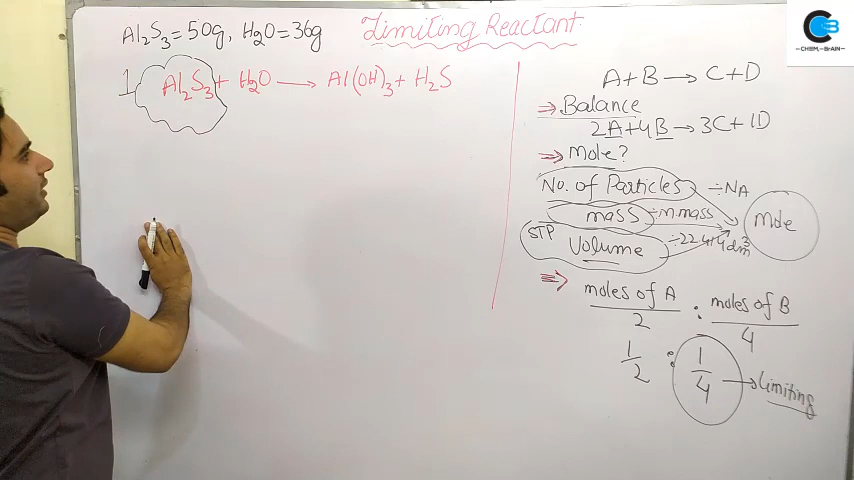 Al2S3=50g, H2O=36g
Limiting Reactant
1 Al2S3 + H2O → Al(OH)3 + H2S
A+B → C+D
⇒ Balance
2A+4B → 3C+1D
⇒ Mole?
No. of Particles ÷NA
mass ÷M.mass
Mole
STP Volume ÷22.414dm3
⇒ moles of A/2 : moles of B/4
1/2 : 1/4 → Limiting
CB
—CHEM, BRAIN—